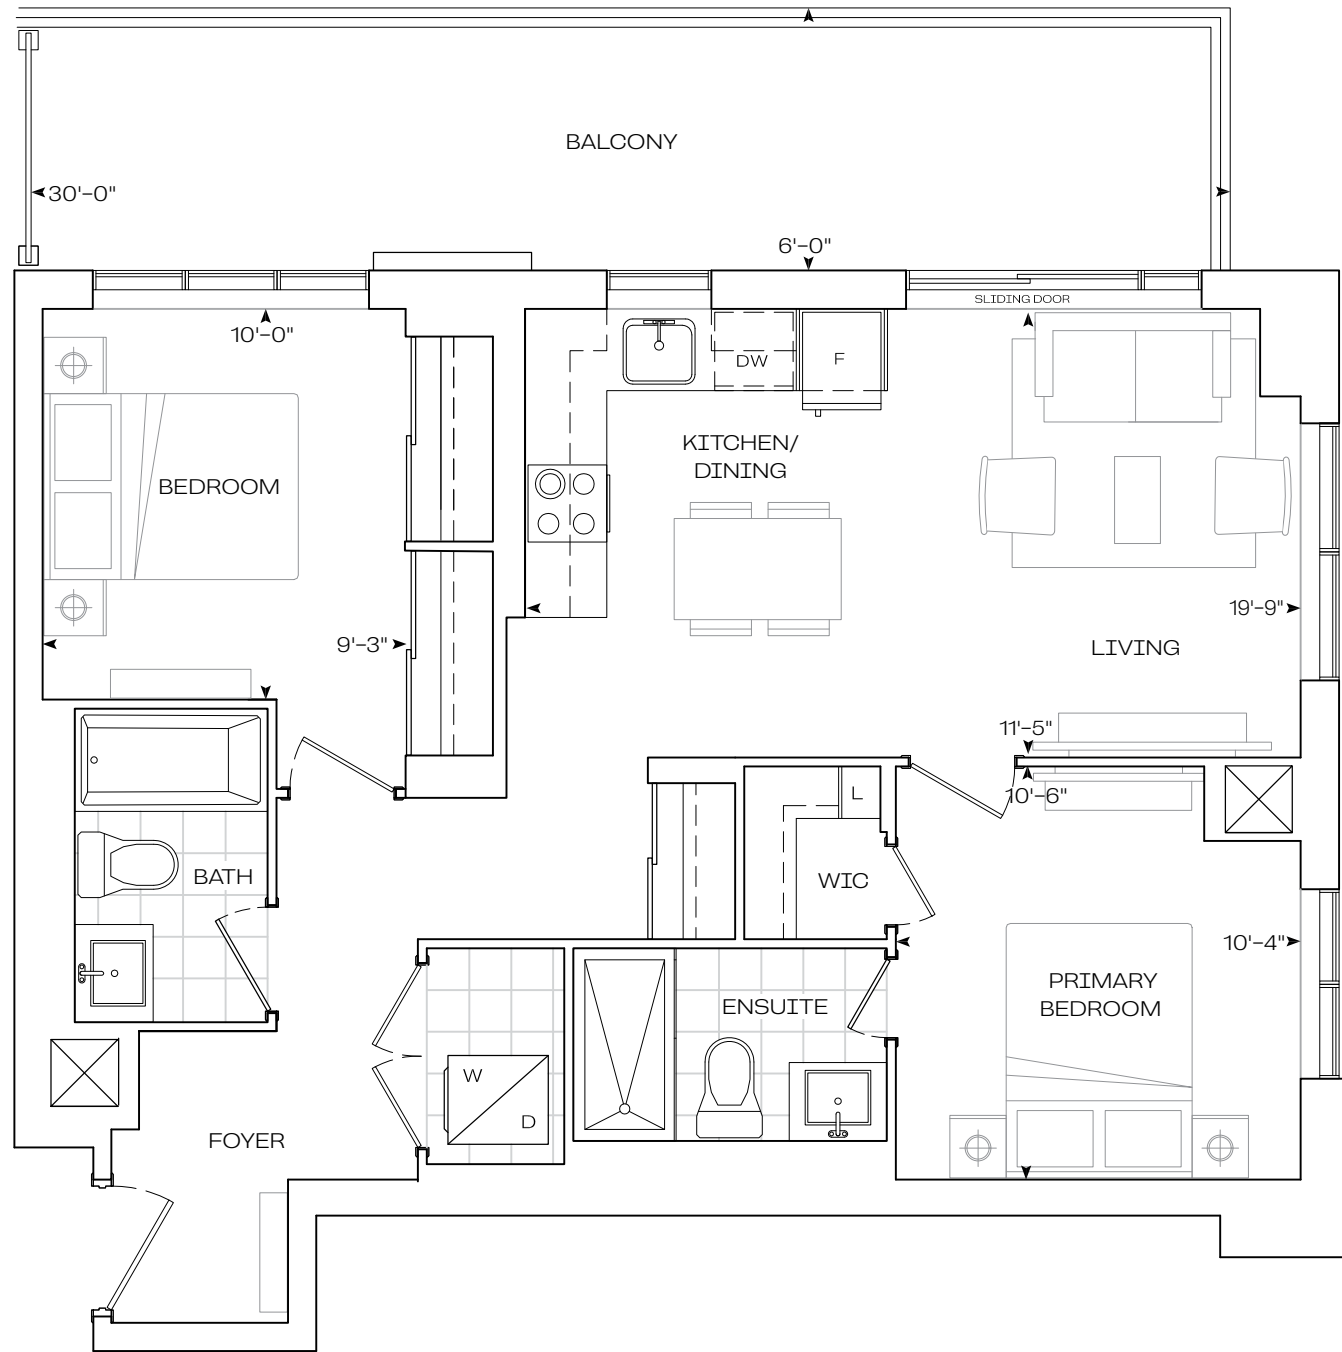 BALCONY
30'-0"
6'-0"
SLIDING DOOR
10'-0"
DW
F
KITCHEN/
DINING
BEDROOM
19'-9"
9'-3"
LIVING
11'-5"
10'-6"
L
BATH
WIC
10'-4"
PRIMARY
BEDROOM
ENSUITE
W
D
FOYER